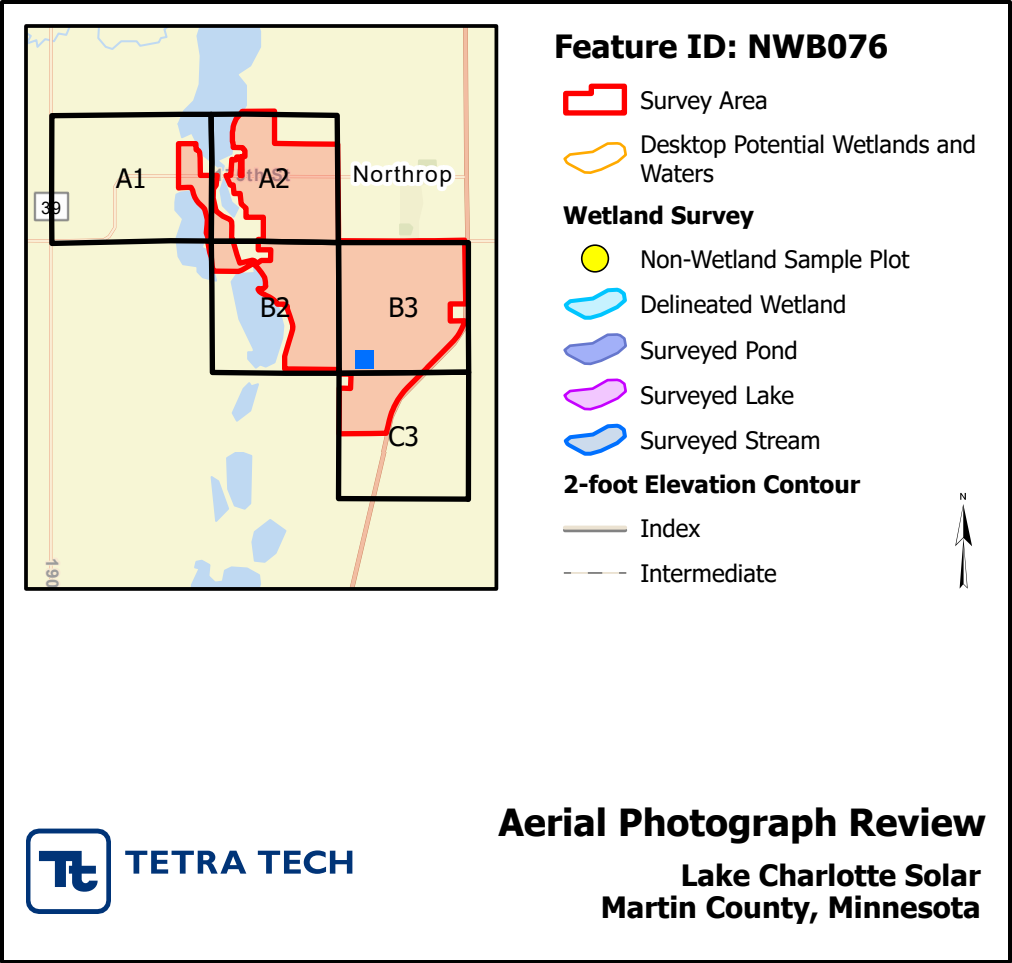 Feature ID: NWB076
Survey Area
Desktop Potential Wetlands and
Waters
Wetland Survey
Non-Wetland Sample Plot
Delineated Wetland
Surveyed Pond
Surveyed Lake
Surveyed Stream
2-foot Elevation Contour
Index
Intermediate
N
A1
A2
Northrop
39
B2
B3
C3
190
Aerial Photograph Review
Lake Charlotte Solar
Martin County, Minnesota
Tt
TETRA TECH